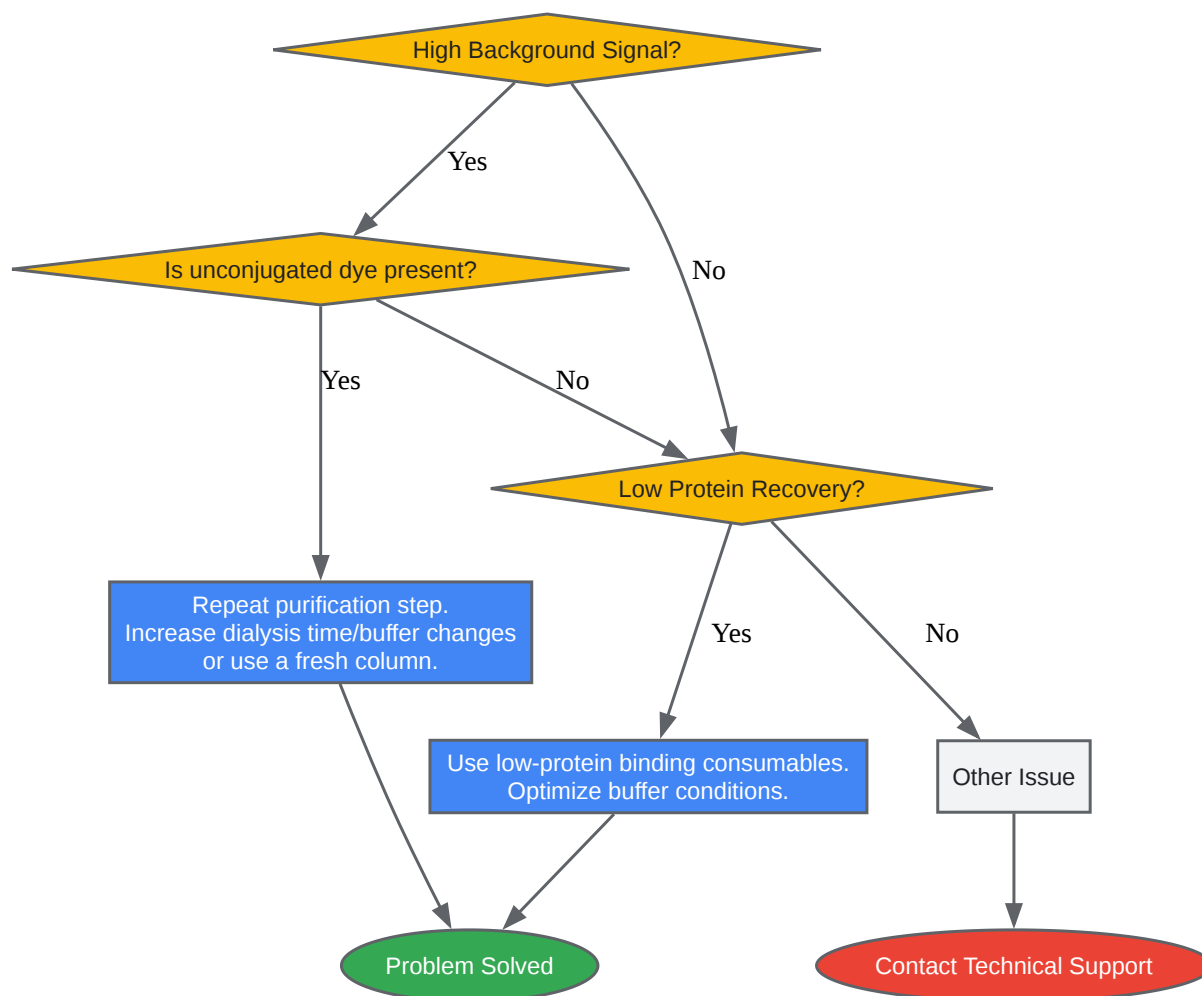 High Background Signal?
Yes
Is unconjugated dye present?
No
Yes
No
Low Protein Recovery?
Repeat purification step.
Increase dialysis time/buffer changes
or use a fresh column.
Yes
No
Use low-protein binding consumables.
Optimize buffer conditions.
Other Issue
Problem Solved
Contact Technical Support